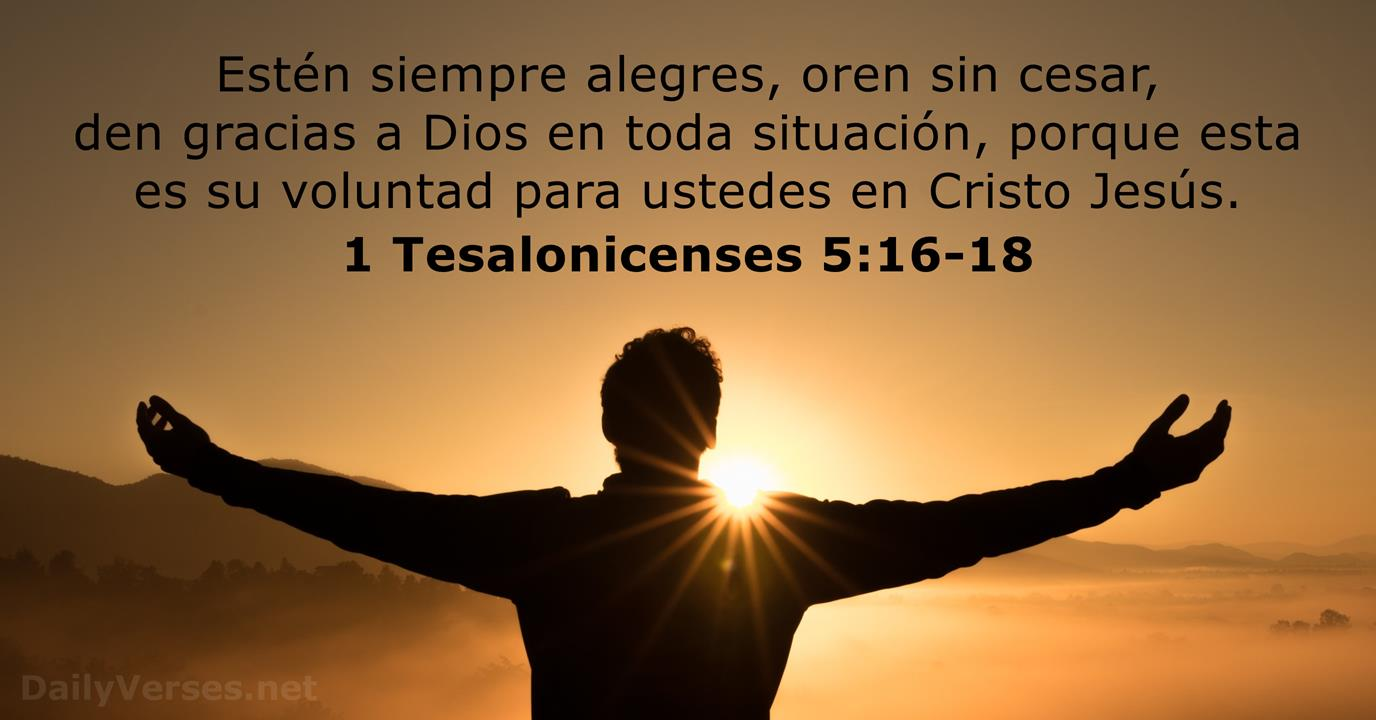 Estén siempre alegres, oren sin cesar,
den gracias a Dios en toda situación, porque esta
es su voluntad para ustedes en Cristo Jesús.
1 Tesalonicenses 5:16-18
DailyVerses.net